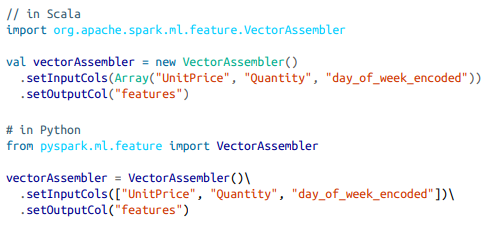 // in Scala
import org.apache.spark.ml.feature.VectorAssembler
val vectorAssembler = new VectorAssembler()
.setInputCols(Array("UnitPrice", "Quantity", "day_of_week_encoded"))
.setOutputCol("features")
# in Python
from pyspark.ml.feature import VectorAssembler
vectorAssembler = VectorAssembler()\
.setInputCols(["UnitPrice", "Quantity", "day_of_week_encoded"])\
.setOutputCol("features")